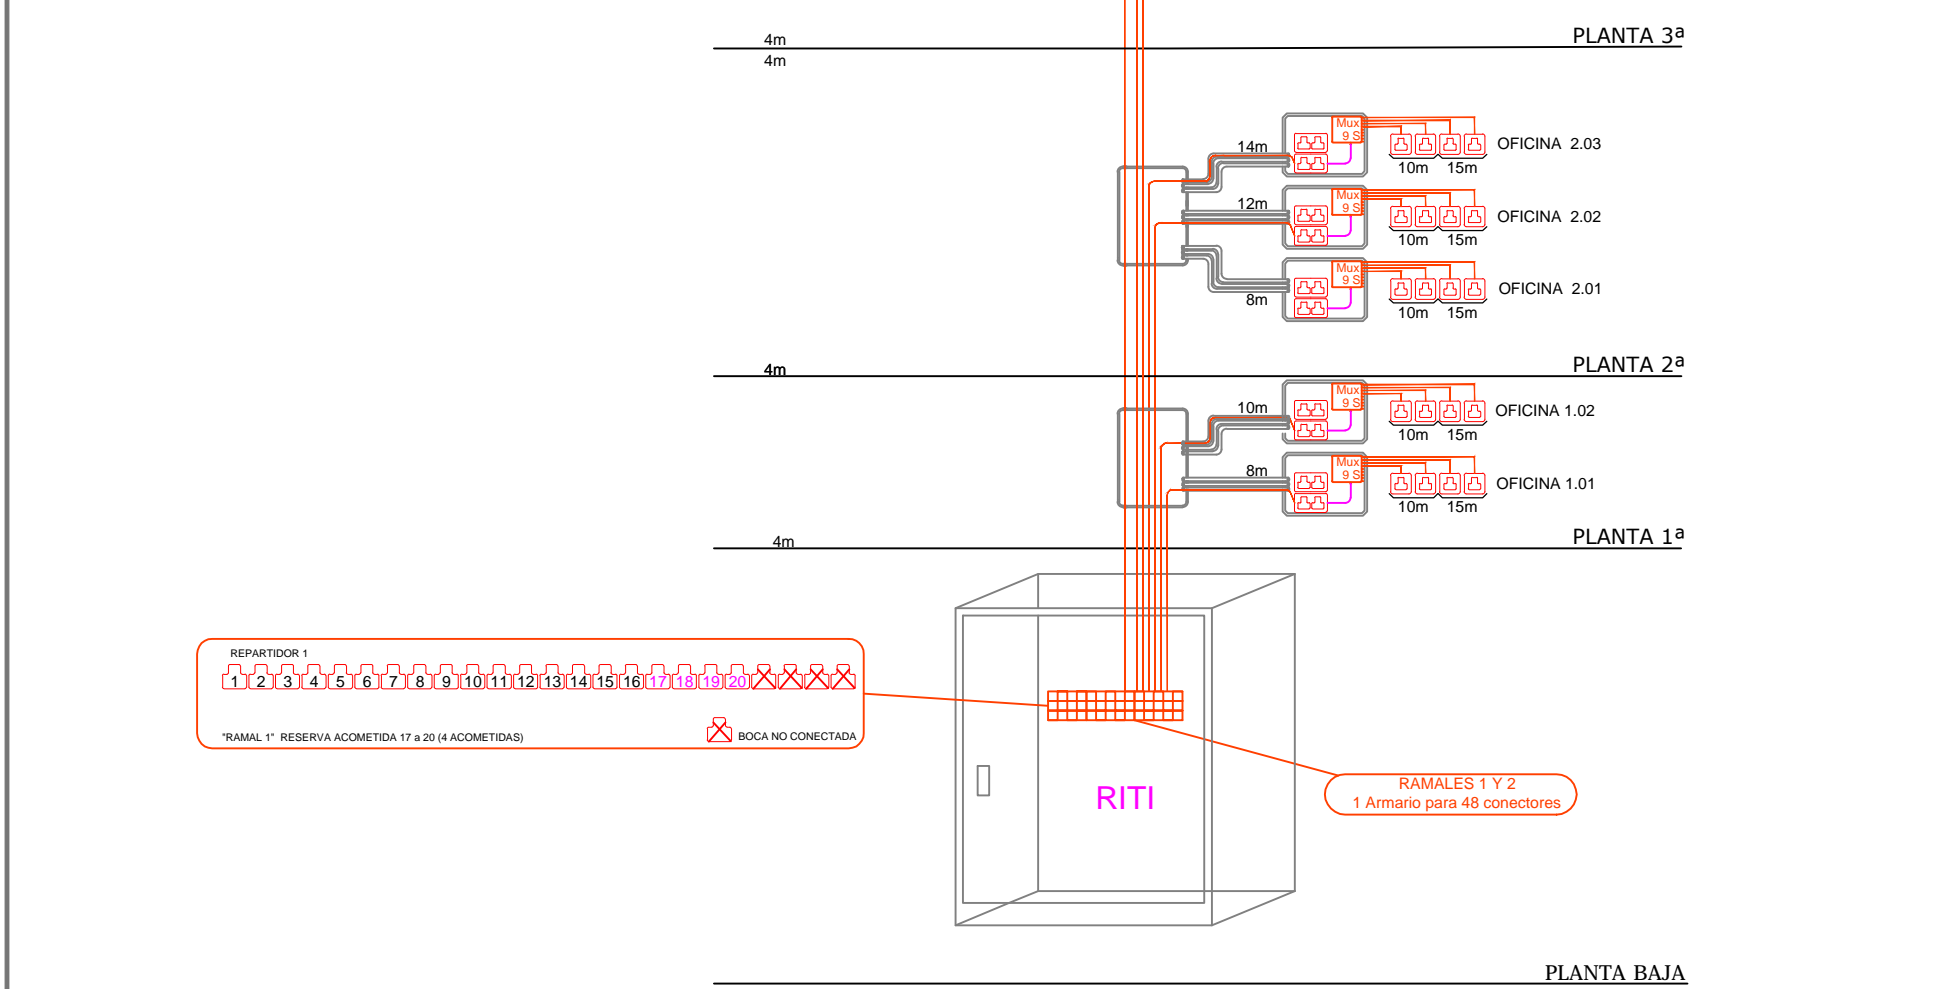 4m
PLANTA 3ª
4m
Mux
9 S
14m
OFICINA 2.03
10m 15m
Mux
9 S
12m
OFICINA 2.02
10m 15m
Mux
9 S
8m
OFICINA 2.01
10m 15m
4m
PLANTA 2ª
Mux
9 S
10m
OFICINA 1.02
10m 15m
Mux
9 S
8m
OFICINA 1.01
10m 15m
4m
PLANTA 1ª
REPARTIDOR 1
1 2 3 4 5 6 7 8 9 10 11 12 13 14 15 16 17 18 19 20
"RAMAL 1" RESERVA ACOMETIDA 17 a 20 (4 ACOMETIDAS)
BOCA NO CONECTADA
RITI
RAMALES 1 Y 2
1 Armario para 48 conectores
PLANTA BAJA